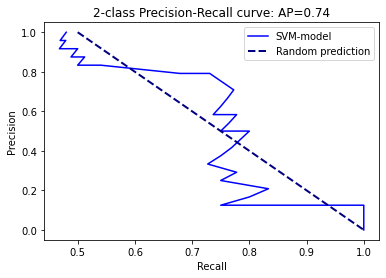 2-class Precision-Recall curve: AP=0.74
SVM-model
Random prediction
Precision
1.0
0.8
0.6
0.4
0.2
0.0
0.5
0.6
0.7
0.8
0.9
1.0
Recall